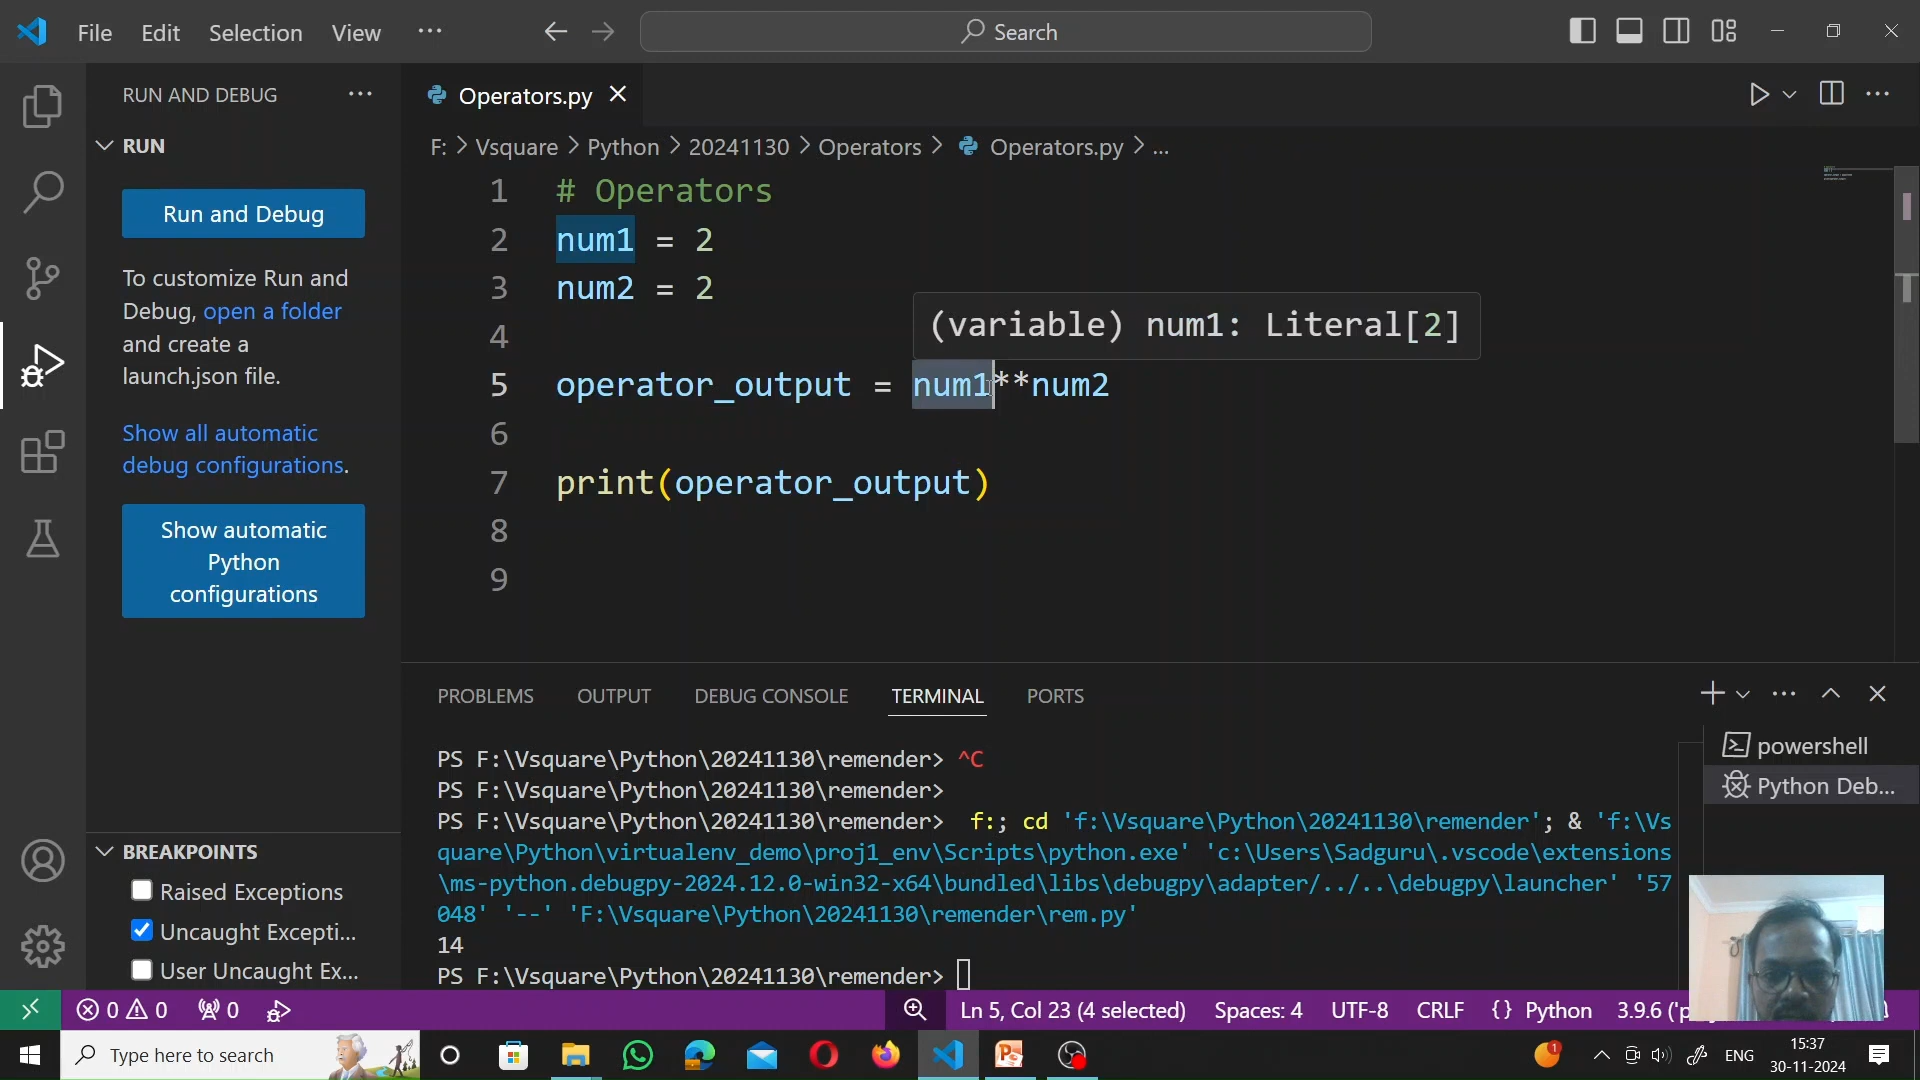 File Edit Selection View ··· Search
RUN AND DEBUG ···
RUN
Run and Debug
To customize Run and
Debug, open a folder
and create a
launch.json file.
Show all automatic
debug configurations.
Show automatic
Python
configurations
BREAKPOINTS
Raised Exceptions
Uncaught Excepti...
User Uncaught Ex...
Operators.py
F: > Vsquare > Python > 20241130 > Operators > Operators.py > ...
1 # Operators
2 num1 = 2
3 num2 = 2
(variable) num1: Literal[2]
4
5 operator_output = num1**num2
6
7 print(operator_output)
8
9
PROBLEMS OUTPUT DEBUG CONSOLE TERMINAL PORTS
PS F:\Vsquare\Python\20241130\remender> ^C
PS F:\Vsquare\Python\20241130\remender>
PS F:\Vsquare\Python\20241130\remender> f:; cd 'f:\Vsquare\Python\20241130\remender'; & 'f:\Vs
quare\Python\virtualenv_demo\proj1_env\Scripts\python.exe' 'c:\Users\Sadguru\.vscode\extensions
\ms-python.debugpy-2024.12.0-win32-x64\bundled\libs\debugpy\adapter/../..\debugpy\launcher' '57
048' '--' 'F:\Vsquare\Python\20241130\remender\rem.py'
14
PS F:\Vsquare\Python\20241130\remender>
powershell
Python Deb...
0 0 0 Ln 5, Col 23 (4 selected) Spaces: 4 UTF-8 CRLF {} Python 3.9.6
Type here to search
1 ENG
15:37
30-11-2024